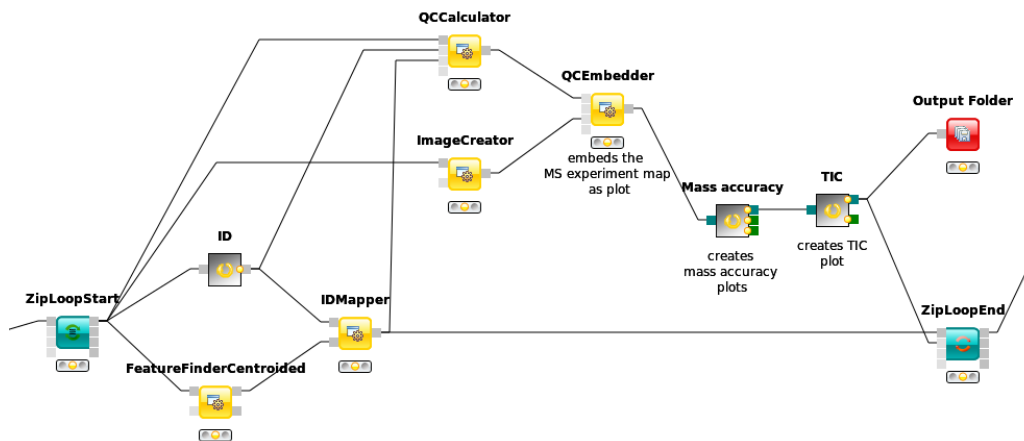 QCCalculator
QCEmbedder
embeds the
MS experiment map
as plot
Output Folder
ImageCreator
Mass accuracy
creates
mass accuracy
plots
TIC
creates TIC
plot
ID
ZipLoopStart
IDMapper
ZipLoopEnd
FeatureFinderCentroided